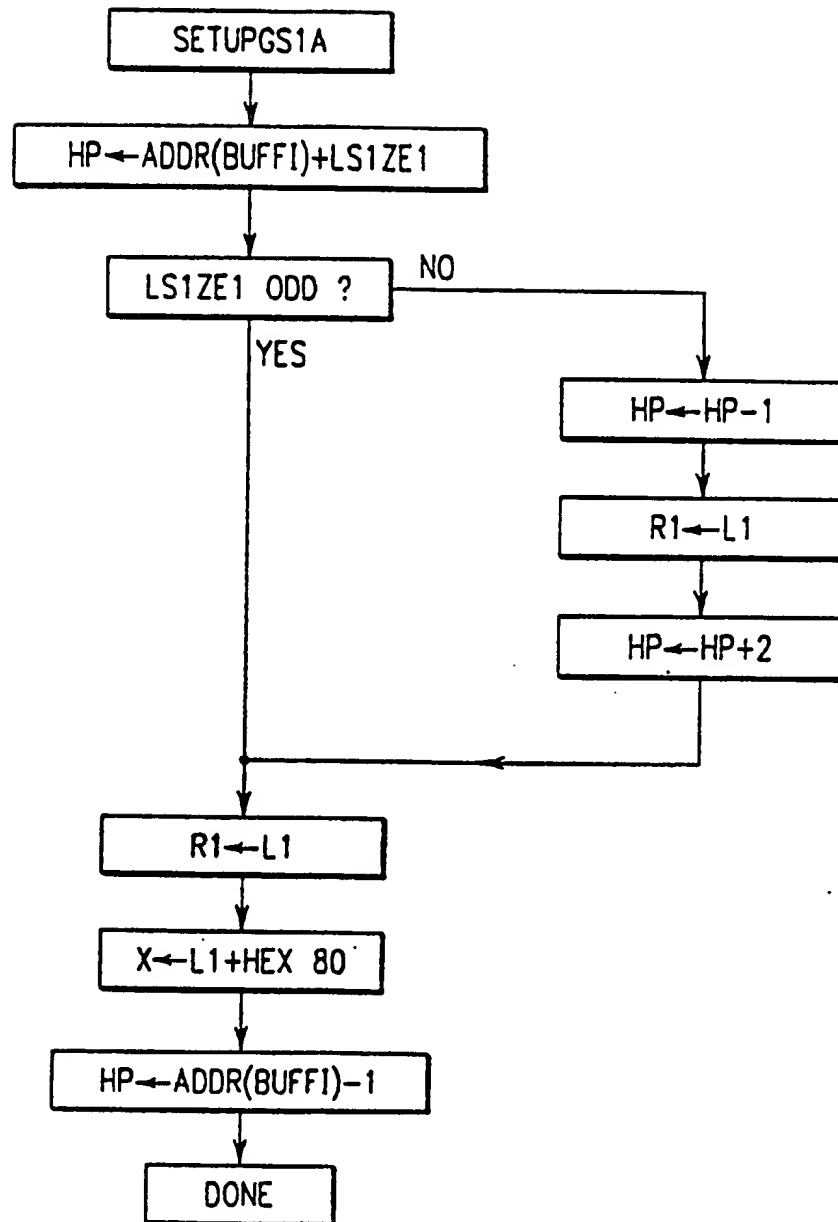 SETUPGS1A
HP←ADDR(BUFFI)+LS1ZE1
LS1ZE1 ODD ?
NO
YES
HP←HP-1
R1←L1
HP←HP+2
R1←L1
X←L1+HEX 80
HP←ADDR(BUFFI)-1
DONE